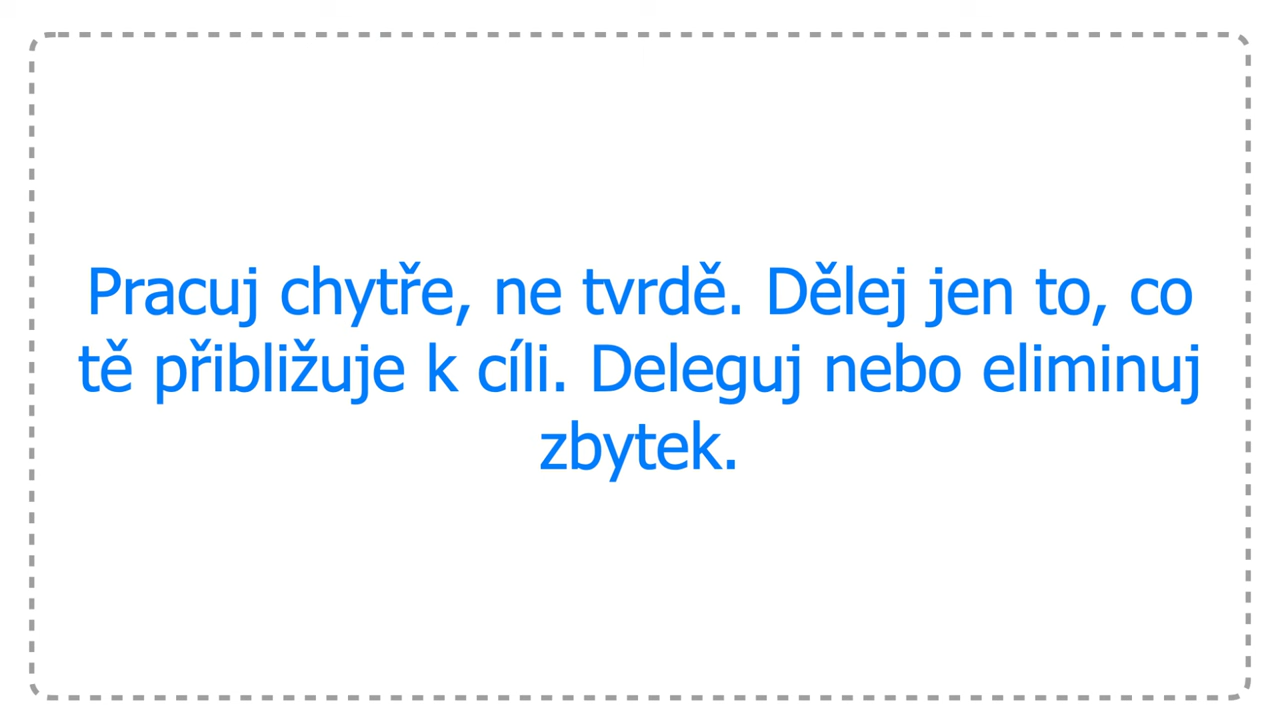 Pracuj chytře, ne tvrdě. Dělej jen to, co
tě přibližuje k cíli. Deleguj nebo eliminuj
zbytek.